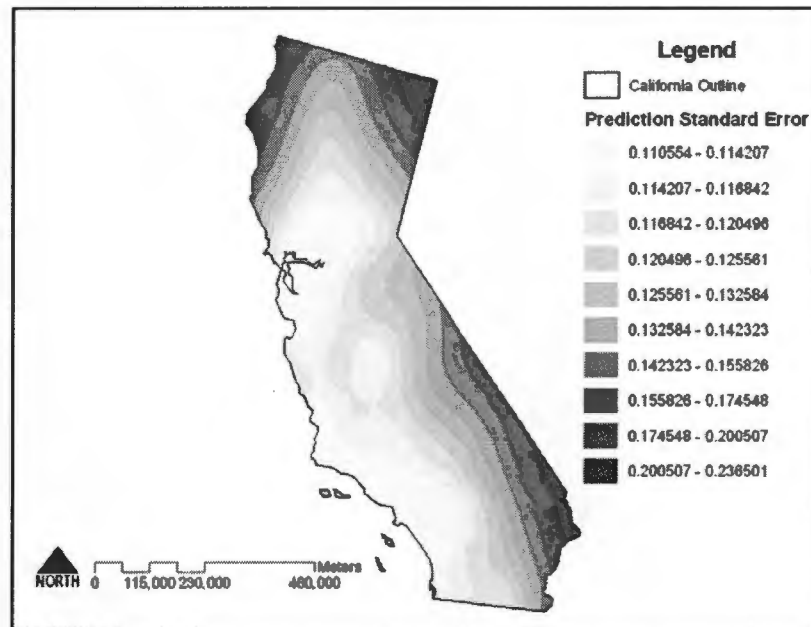 Legend
California Outline
Prediction Standard Error
0.110554 - 0.114207
0.114207 - 0.116842
0.116842 - 0.120496
0.120496 - 0.125561
0.125561 - 0.132584
0.132584 - 0.142323
0.142323 - 0.155826
0.155826 - 0.174548
0.174548 - 0.200507
0.200507 - 0.236501
Meters
NORTH 0 115,000 230,000 460,000